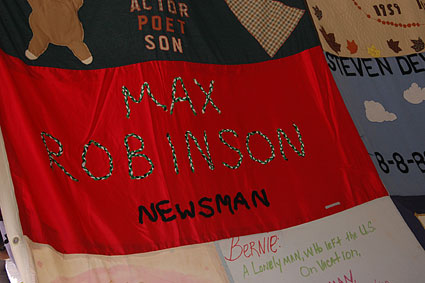 ACTOR
POET
SON
1959
MAX
ROBINSON
NEWSMAN
STEVEN
8-8-8
BERNIE:
A Lonely man, who left the U.S.
On Vacation,